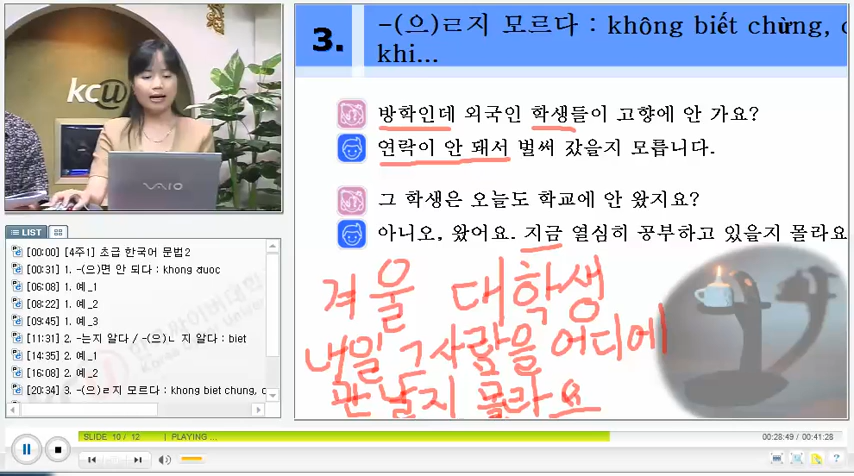 kcu
VAIO
3.
-(으)ㄹ지 모르다 : không biết chừng,
khi...
방학인데 외국인 학생들이 고향에 안 가요?
연락이 안 돼서 벌써 갔을지 모릅니다.
그 학생은 오늘도 학교에 안 왔지요?
아니오, 왔어요. 지금 열심히 공부하고 있을지 몰라요
겨울 대학생
내일 그사람을 어디에
날지 몰라요
LIST
[00:00] [4주1] 초급 한국어 문법2
[00:31] 1. -(으)면 안 되다 : khong đuoc
[06:08] 1. 예_1
[08:22] 1. 예_2
[09:45] 1. 예_3
[11:31] 2. -는지 알다 / -(으)ㄴ 지 알다 : biet
[14:35] 2. 예_1
[16:08] 2. 예_2
[20:34] 3. -(으)ㄹ지 모르다 : khong biet chung,
SLIDE 10 / 12 PLAYING ...
00:28:49 / 00:41:28